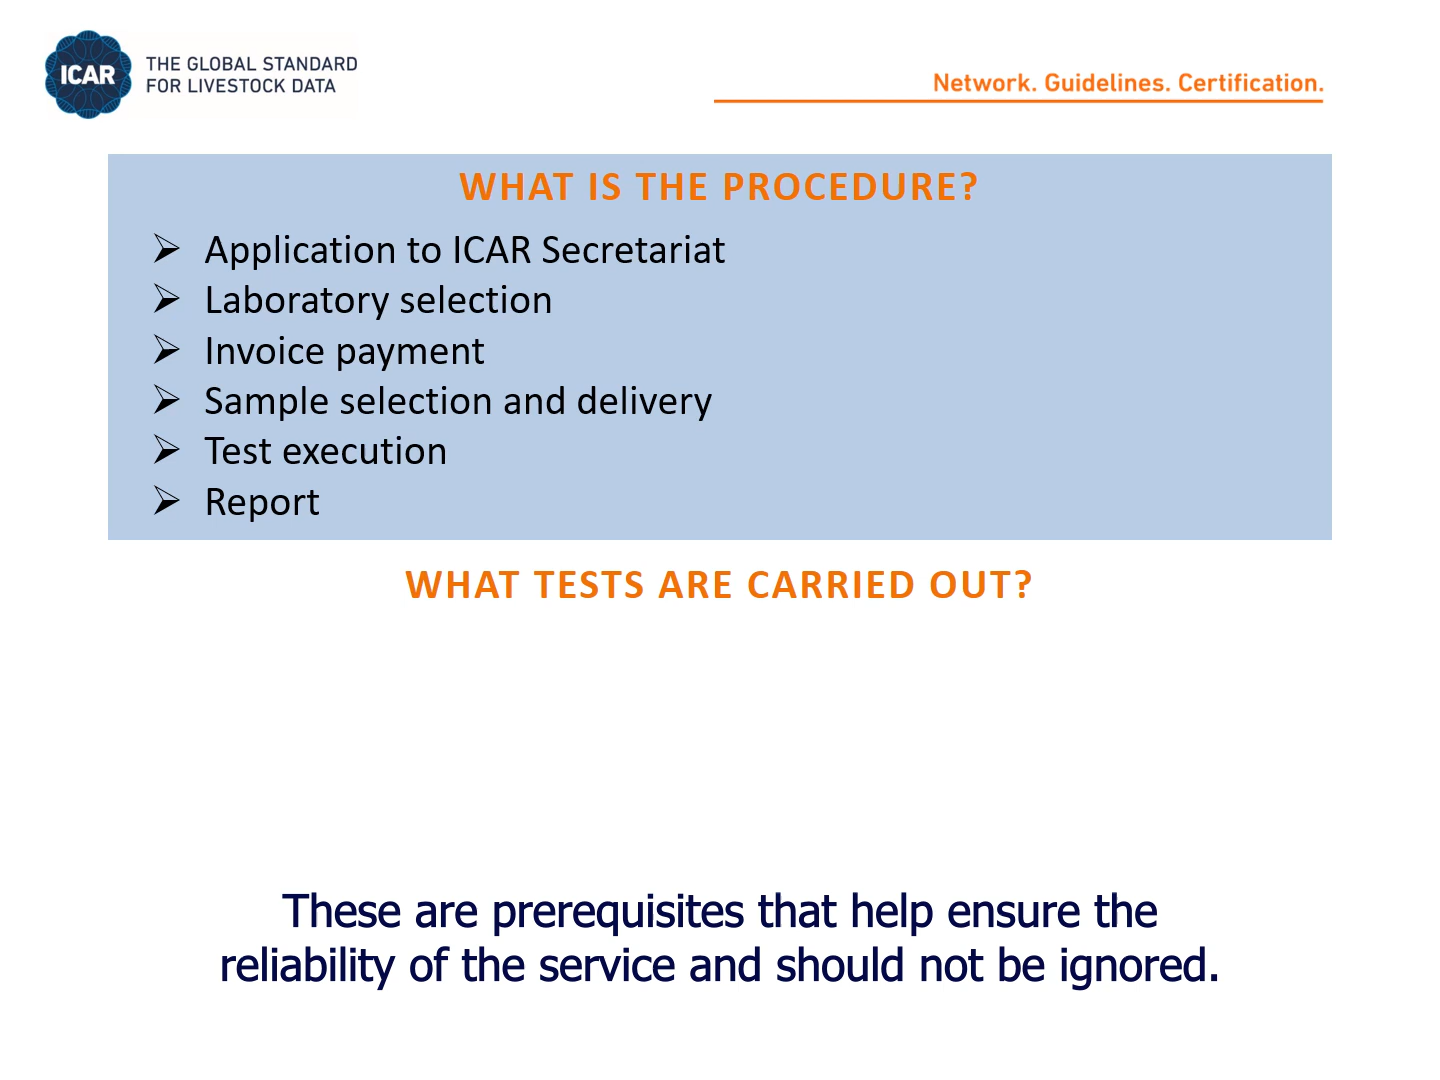 ICAR
THE GLOBAL STANDARD
FOR LIVESTOCK DATA
Network. Guidelines. Certification.
WHAT IS THE PROCEDURE?
Application to ICAR Secretariat
Laboratory selection
Invoice payment
Sample selection and delivery
Test execution
Report
WHAT TESTS ARE CARRIED OUT?
These are prerequisites that help ensure the
reliability of the service and should not be ignored.